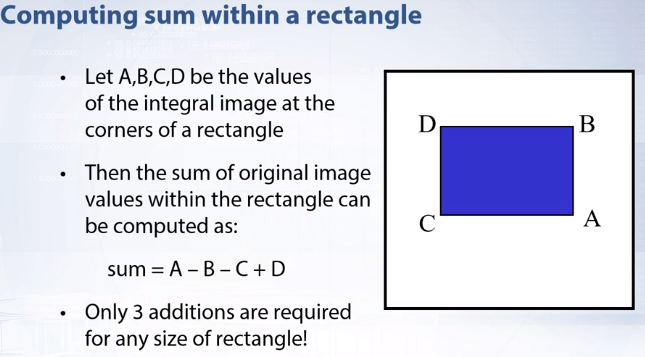 Computing sum within a rectangle
• Let A,B,C,D be the values
of the integral image at the
corners of a rectangle
• Then the sum of original image
values within the rectangle can
be computed as:
sum = A – B – C + D
• Only 3 additions are required
for any size of rectangle!
D B
C A